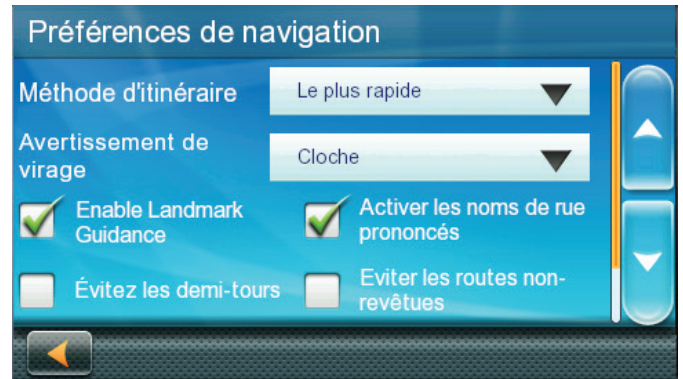 Préférences de navigation
Méthode d'itinéraire
Le plus rapide
Avertissement de
virage
Cloche
Enable Landmark
Guidance
Activer les noms de rue
prononcés
Évitez les demi-tours
Eviter les routes non-
revêtues